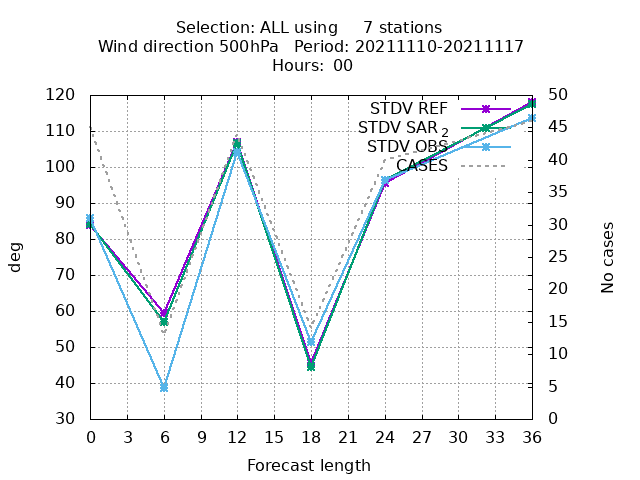 Selection: ALL using 7 stations
Wind direction 500hPa Period: 20211110-20211117
Hours: 00
120
110
100
90
80
70
60
50
40
30
50
45
40
35
30
25
20
15
10
5
0
0 3 6 9 12 15 18 21 24 27 30 33 36
deg
No cases
Forecast length
STDV REF
STDV SAR 2
STDV OBS
CASES